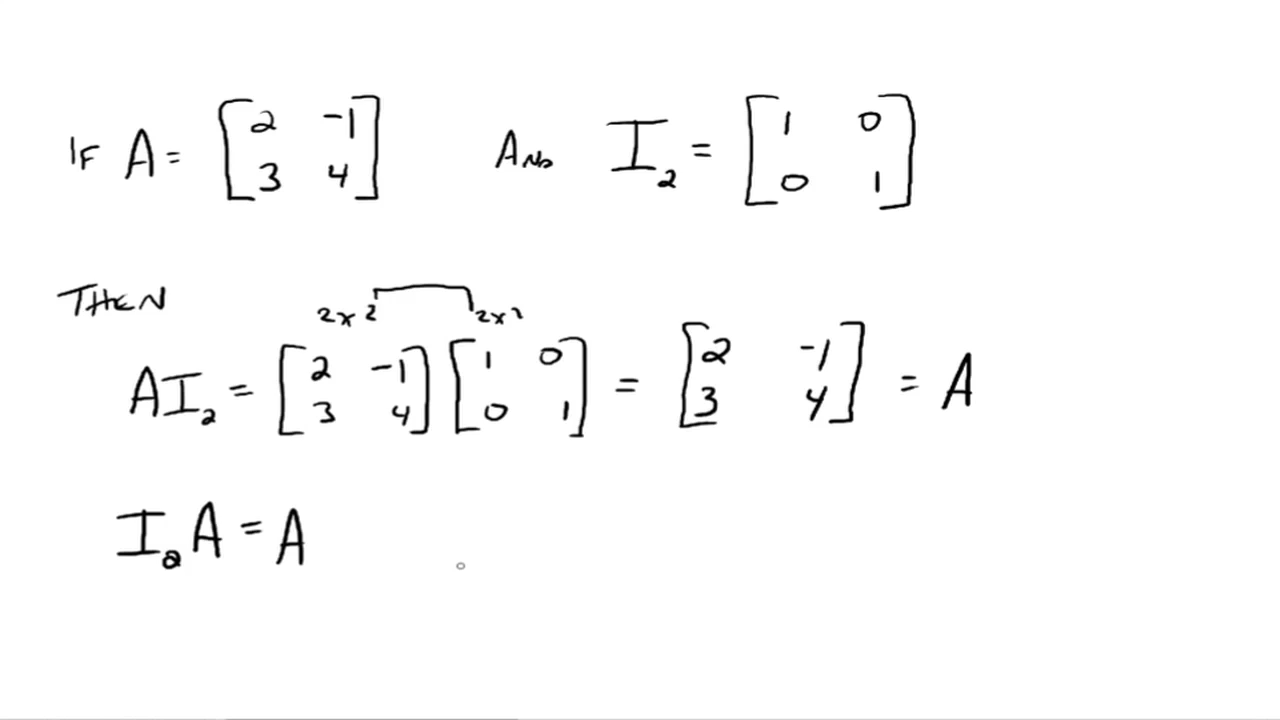 IF A = [2 -1 3 4] AND I₂ = [1 0 0 1]
THEN
2x2 2x2
AI₂ = [2 -1 3 4] [1 0 0 1] = [2 -1 3 4] = A
I₂A = A